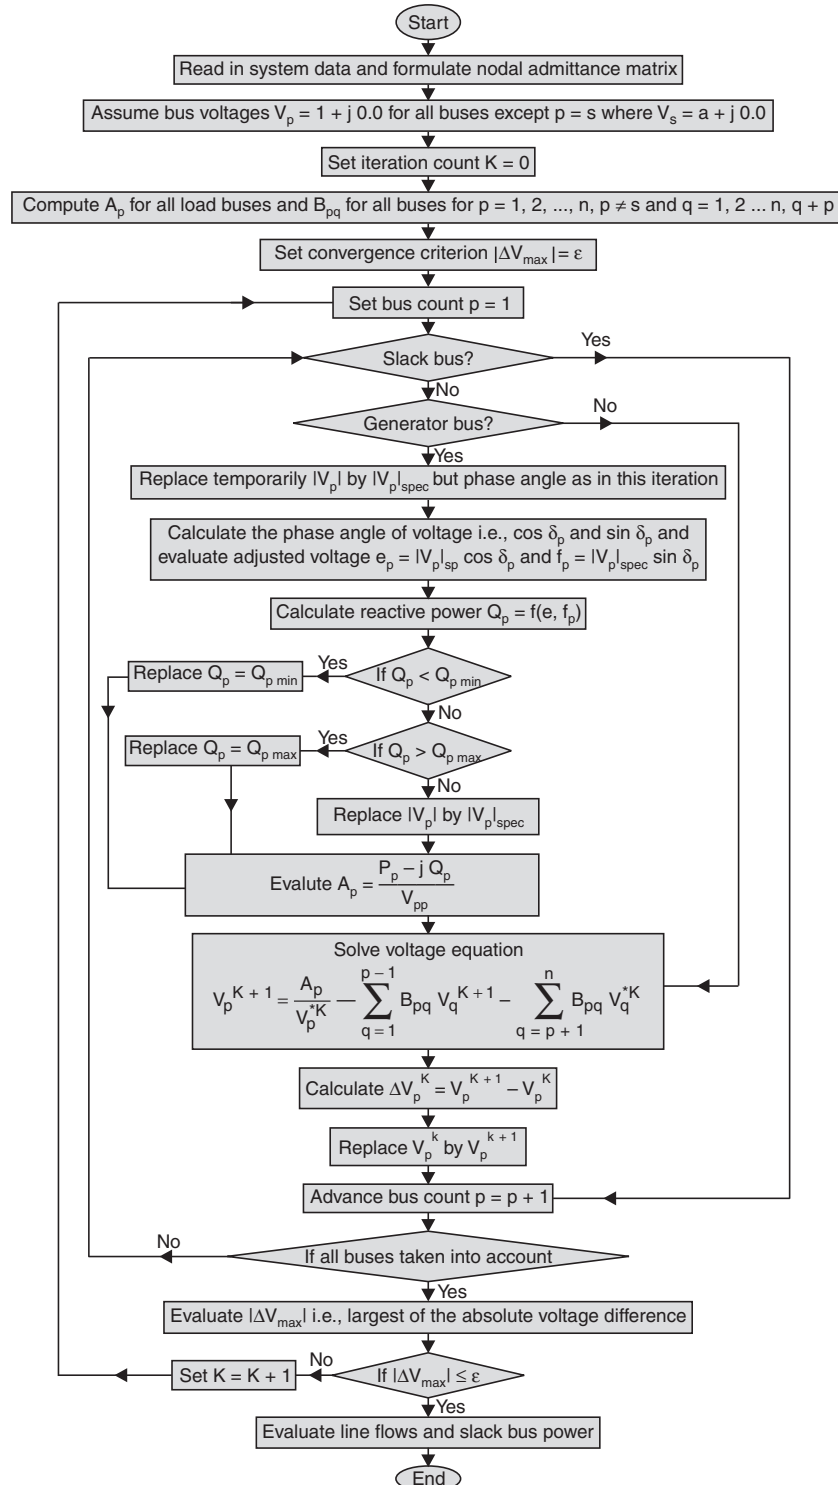 Start
Read in system data and formulate nodal admittance matrix
Assume bus voltages V_p = 1 + j 0.0 for all buses except p = s where V_s = a + j 0.0
Set iteration count K = 0
Compute A_p for all load buses and B_pq for all buses for p = 1, 2, ..., n, p ≠ s and q = 1, 2 ... n, q + p
Set convergence criterion |ΔV_max| = ε
Set bus count p = 1
Slack bus?
Yes
No
Generator bus?
No
Yes
Replace temporarily |V_p| by |V_p|_spec but phase angle as in this iteration
Calculate the phase angle of voltage i.e., cos δ_p and sin δ_p and
evaluate adjusted voltage e_p = |V_p|_sp cos δ_p and f_p = |V_p|_spec sin δ_p
Calculate reactive power Q_p = f(e, f_p)
If Q_p < Q_p min
Yes
Replace Q_p = Q_p min
No
If Q_p > Q_p max
Yes
Replace Q_p = Q_p max
No
Replace |V_p| by |V_p|_spec
Evalute A_p = (P_p – j Q_p) / V_pp
Solve voltage equation
V_p^{K + 1} = A_p / V_p^{*K} — ∑_{q = 1}^{p – 1} B_pq V_q^{K + 1} – ∑_{q = p + 1}^{n} B_pq V_q^{*K}
Calculate ΔV_p^K = V_p^{K + 1} – V_p^K
Replace V_p^k by V_p^{k + 1}
Advance bus count p = p + 1
If all buses taken into account
No
Yes
Evaluate |ΔV_max| i.e., largest of the absolute voltage difference
If |ΔV_max| ≤ ε
No
Set K = K + 1
Yes
Evaluate line flows and slack bus power
End